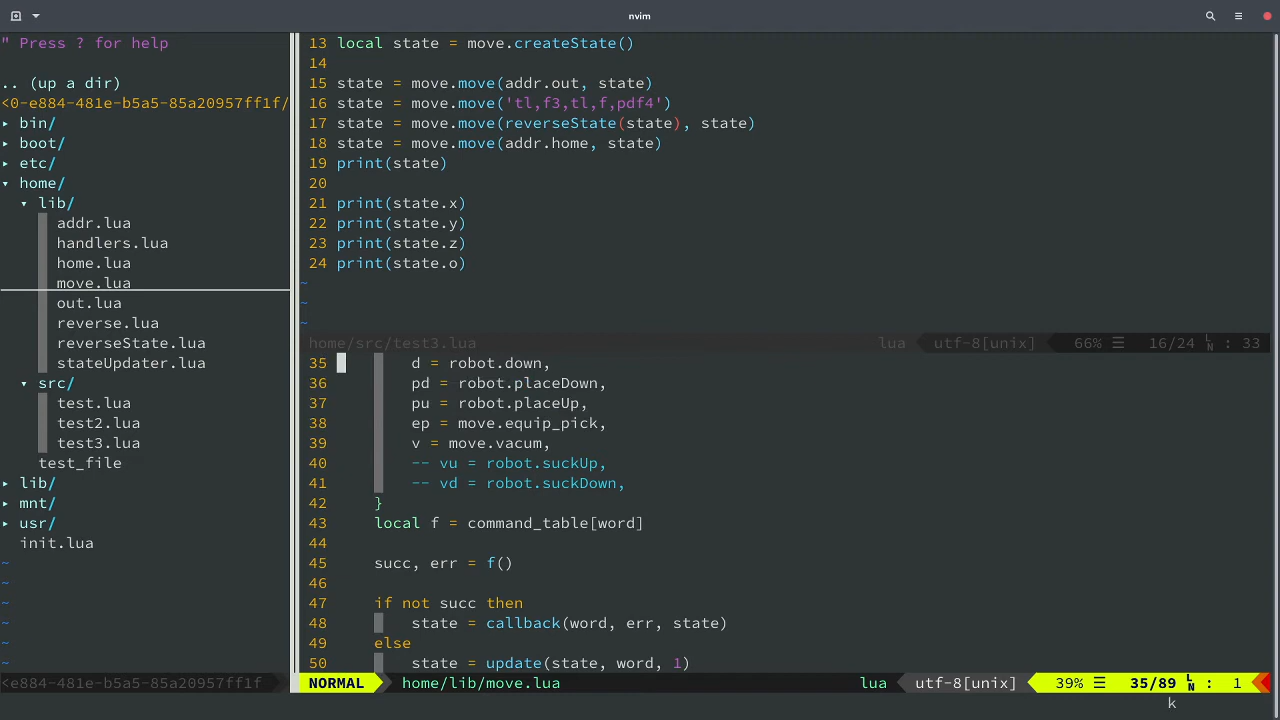 nvim
" Press ? for help
.. (up a dir)
<0-e884-481e-b5a5-85a20957ff1f/
▸ bin/
▸ boot/
▸ etc/
▾ home/
▾ lib/
addr.lua
handlers.lua
home.lua
move.lua
out.lua
reverse.lua
reverseState.lua
stateUpdater.lua
▾ src/
test.lua
test2.lua
test3.lua
test_file
▸ lib/
▸ mnt/
▸ usr/
init.lua
~
~
~
~
~
~
<e884-481e-b5a5-85a20957ff1f
13 local state = move.createState()
14
15 state = move.move(addr.out, state)
16 state = move.move('tl,f3,tl,f,pdf4')
17 state = move.move(reverseState(state), state)
18 state = move.move(addr.home, state)
19 print(state)
20
21 print(state.x)
22 print(state.y)
23 print(state.z)
24 print(state.o)
~
~
~
home/src/test3.lua lua utf-8[unix] 66% ☰ 16/24 LN : 33
35 d = robot.down,
36 pd = robot.placeDown,
37 pu = robot.placeUp,
38 ep = move.equip_pick,
39 v = move.vacum,
40 -- vu = robot.suckUp,
41 -- vd = robot.suckDown,
42 }
43 local f = command_table[word]
44
45 succ, err = f()
46
47 if not succ then
48 state = callback(word, err, state)
49 else
50 state = update(state, word, 1)
NORMAL home/lib/move.lua lua utf-8[unix] 39% ☰ 35/89 LN : 1
k